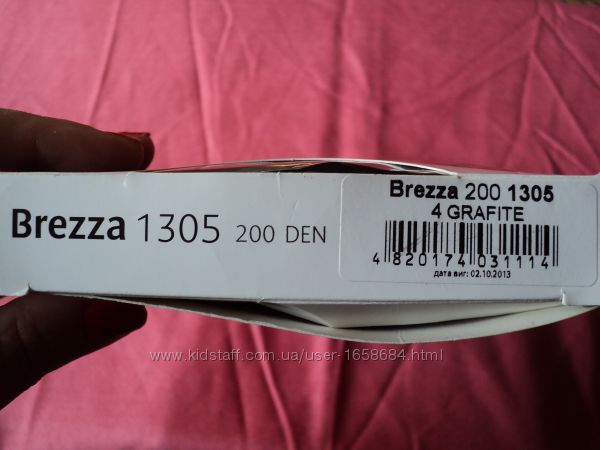 Brezza 1305 200 DEN
Brezza 200 1305
4 GRAFITE
4 820174 031114
дата виг: 02.10.2013
www.kidstaff.com.ua/user-1658684.html